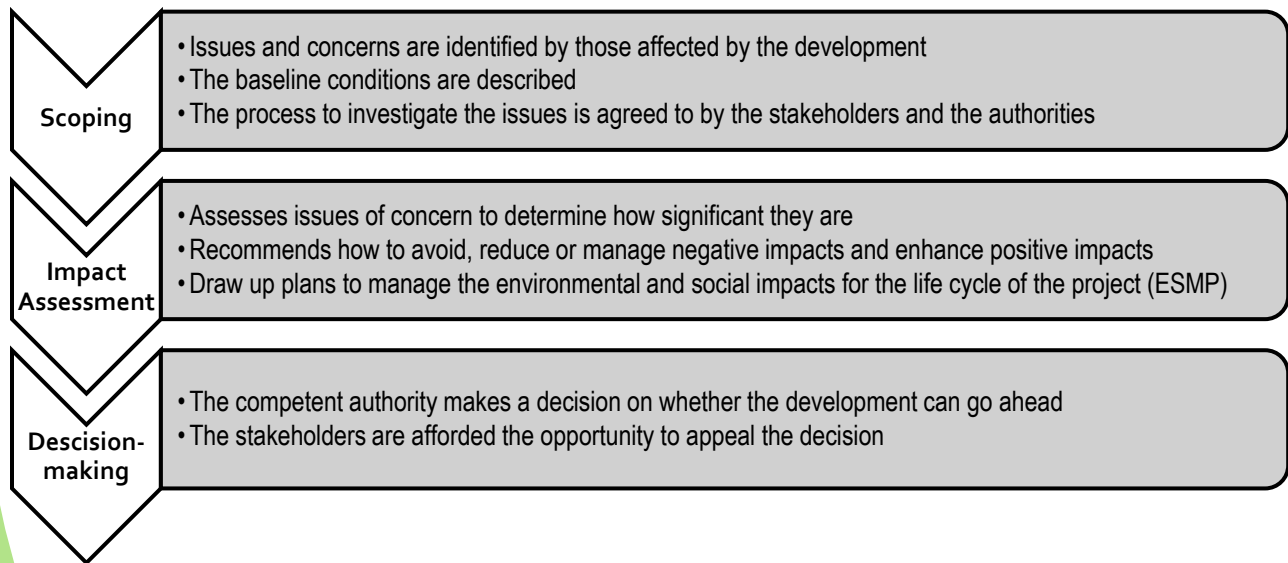 Scoping
• Issues and concerns are identified by those affected by the development
• The baseline conditions are described
• The process to investigate the issues is agreed to by the stakeholders and the authorities
Impact
Assessment
• Assesses issues of concern to determine how significant they are
• Recommends how to avoid, reduce or manage negative impacts and enhance positive impacts
• Draw up plans to manage the environmental and social impacts for the life cycle of the project (ESMP)
Descision-
making
• The competent authority makes a decision on whether the development can go ahead
• The stakeholders are afforded the opportunity to appeal the decision